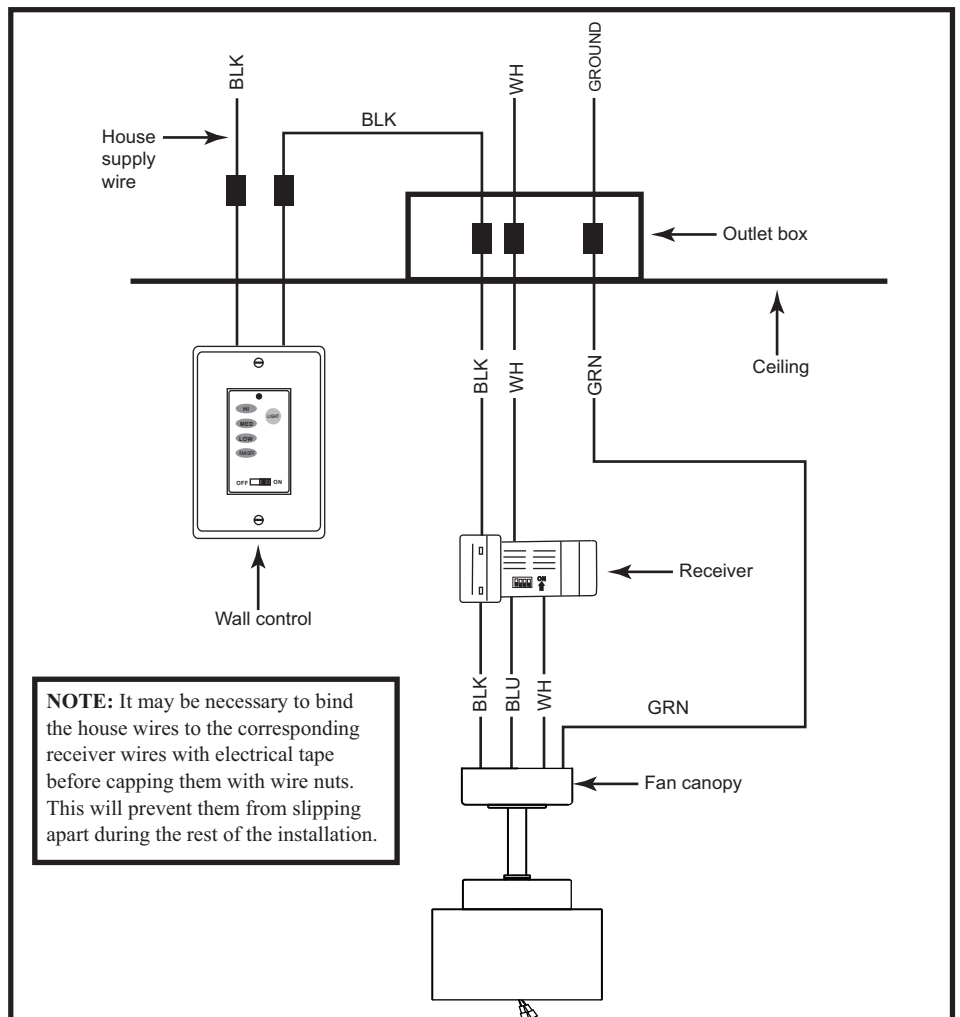 BLK
WH
GROUND
BLK
House
supply
wire
Outlet box
Ceiling
BLK
WH
GRN
HI
MED
LOW
FAN OFF
LIGHT
OFF
ON
Wall control
ON
Receiver
BLK
BLU
WH
GRN
Fan canopy
NOTE: It may be necessary to bind
the house wires to the corresponding
receiver wires with electrical tape
before capping them with wire nuts.
This will prevent them from slipping
apart during the rest of the installation.